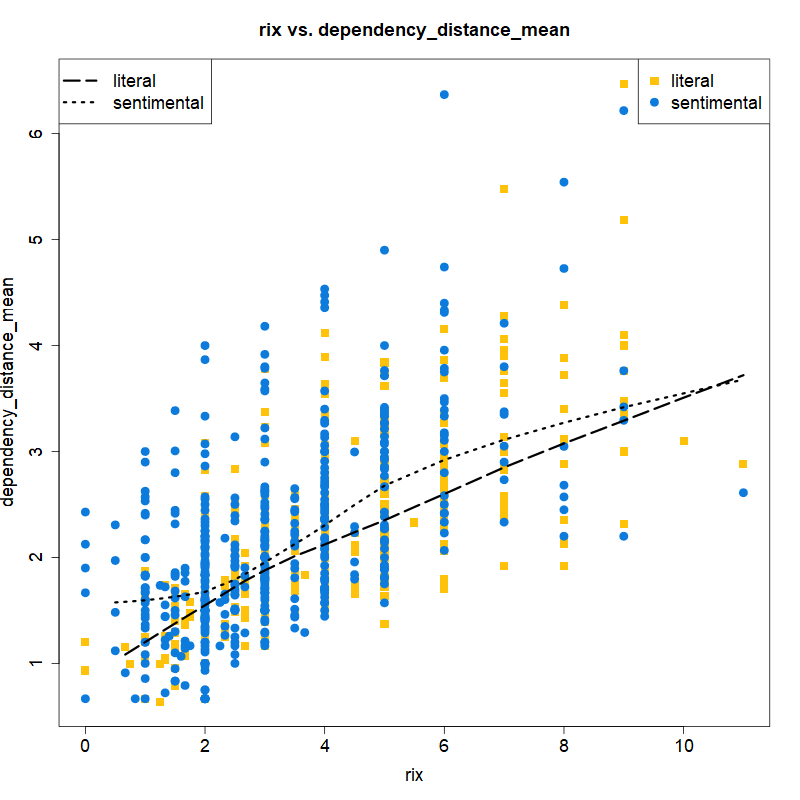 rix vs. dependency_distance_mean
literal
sentimental
literal
sentimental
dependency_distance_mean
6
5
4
3
2
1
0 2 4 6 8 10
rix